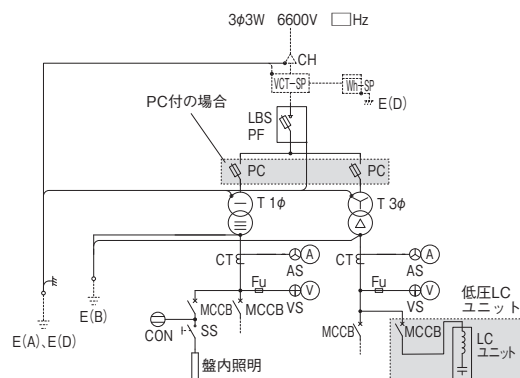 3φ3W 6600V □Hz
CH
VCT-SP
Wh-SP
E(D)
PC付の場合
LBS
PF
PC
PC
T 1φ
T 3φ
CT
A
AS
CT
A
AS
Fu
V
VS
Fu
V
VS
低圧LC
ユニット
MCCB
MCCB
MCCB
MCCB
E(B)
E(A)、E(D)
CON
SS
LC
ユニット
盤内照明